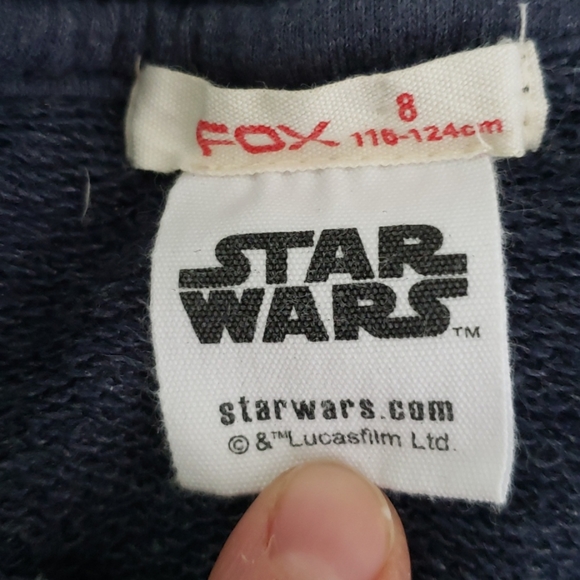 8
FOX 116-124cm
STAR
WARS™
starwars.com
© &™Lucasfilm Ltd.